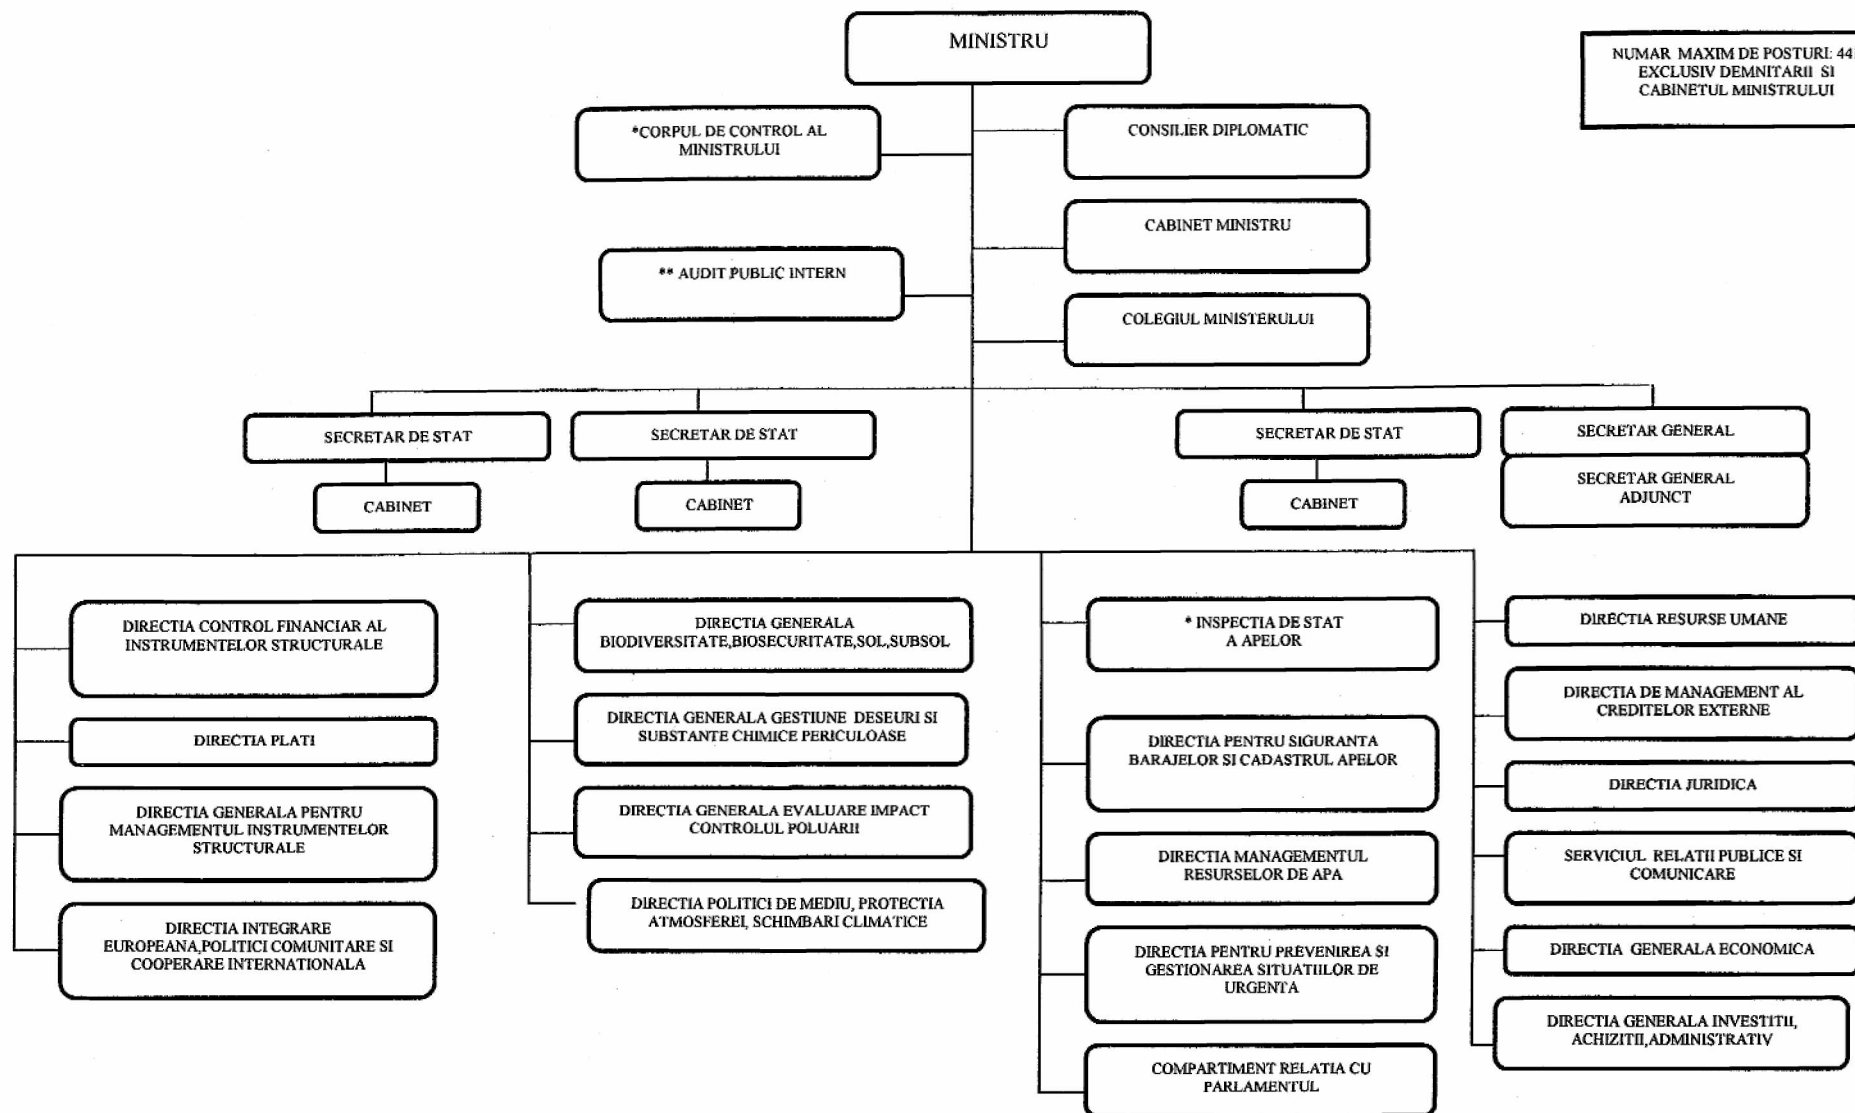 MINISTRU
NUMAR MAXIM DE POSTURI: 44
EXCLUSIV DEMNITARII SI
CABINETUL MINISTRULUI
*CORPUL DE CONTROL AL
MINISTRULUI
CONSILIER DIPLOMATIC
CABINET MINISTRU
** AUDIT PUBLIC INTERN
COLEGIUL MINISTERULUI
SECRETAR DE STAT
SECRETAR DE STAT
SECRETAR DE STAT
SECRETAR GENERAL
CABINET
CABINET
CABINET
SECRETAR GENERAL
ADJUNCT
DIRECTIA CONTROL FINANCIAR AL
INSTRUMENTELOR STRUCTURALE
DIRECTIA PLATI
DIRECTIA GENERALA PENTRU
MANAGEMENTUL INSTRUMENTELOR
STRUCTURALE
DIRECTIA INTEGRARE
EUROPEANA,POLITICI COMUNITARE SI
COOPERARE INTERNATIONALA
DIRECTIA GENERALA
BIODIVERSITATE,BIOSECURITATE,SOL,SUBSOL
DIRECTIA GENERALA GESTIUNE DESEURI SI
SUBSTANTE CHIMICE PERICULOASE
DIRECTIA GENERALA EVALUARE IMPACT
CONTROLUL POLUARII
DIRECTIA POLITICI DE MEDIU, PROTECTIA
ATMOSFEREI, SCHIMBARI CLIMATICE
* INSPECTIA DE STAT
A APELOR
DIRECTIA PENTRU SIGURANTA
BARAJELOR SI CADASTRUL APELOR
DIRECTIA MANAGEMENTUL
RESURSELOR DE APA
DIRECTIA PENTRU PREVENIREA SI
GESTIONAREA SITUATIILOR DE
URGENTA
COMPARTIMENT RELATIA CU
PARLAMENTUL
DIRECTIA RESURSE UMANE
DIRECTIA DE MANAGEMENT AL
CREDITELOR EXTERNE
DIRECTIA JURIDICA
SERVICIUL RELATII PUBLICE SI
COMUNICARE
DIRECTIA GENERALA ECONOMICA
DIRECTIA GENERALA INVESTITII,
ACHIZITII,ADMINISTRATIV